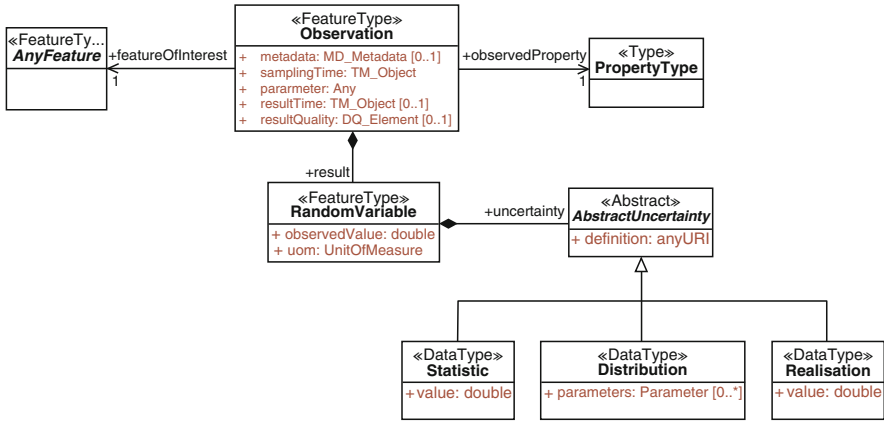 «FeatureTy...
AnyFeature
+featureOfInterest
1
«FeatureType»
Observation
+ metadata: MD_Metadata [0..1]
+ samplingTime: TM_Object
+ pararmeter: Any
+ resultTime: TM_Object [0..1]
+ resultQuality: DQ_Element [0..1]
+observedProperty
1
«Type»
PropertyType
+result
«FeatureType»
RandomVariable
+ observedValue: double
+ uom: UnitOfMeasure
+uncertainty
«Abstract»
AbstractUncertainty
+ definition: anyURI
«DataType»
Statistic
+ value: double
«DataType»
Distribution
+ parameters: Parameter [0..*]
«DataType»
Realisation
+ value: double